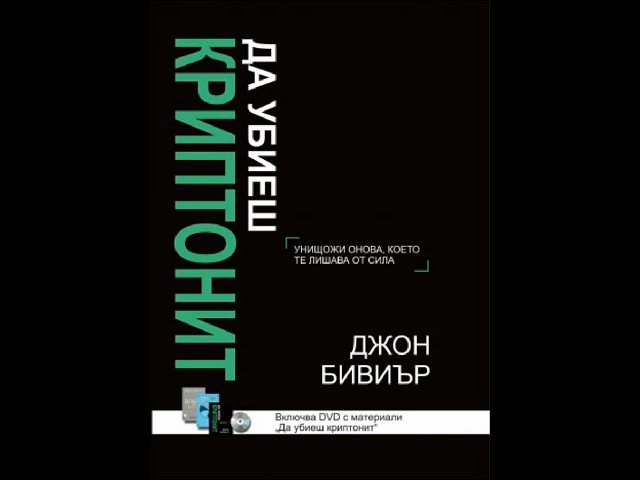 ДА УБИЕШ
КРИПТОНИТ
УНИЩОЖИ ОНОВА, КОЕТО
ТЕ ЛИШАВА ОТ СИЛА
ДЖОН
БИВИЪР
Включва DVD с материали
„Да убиеш криптонит“